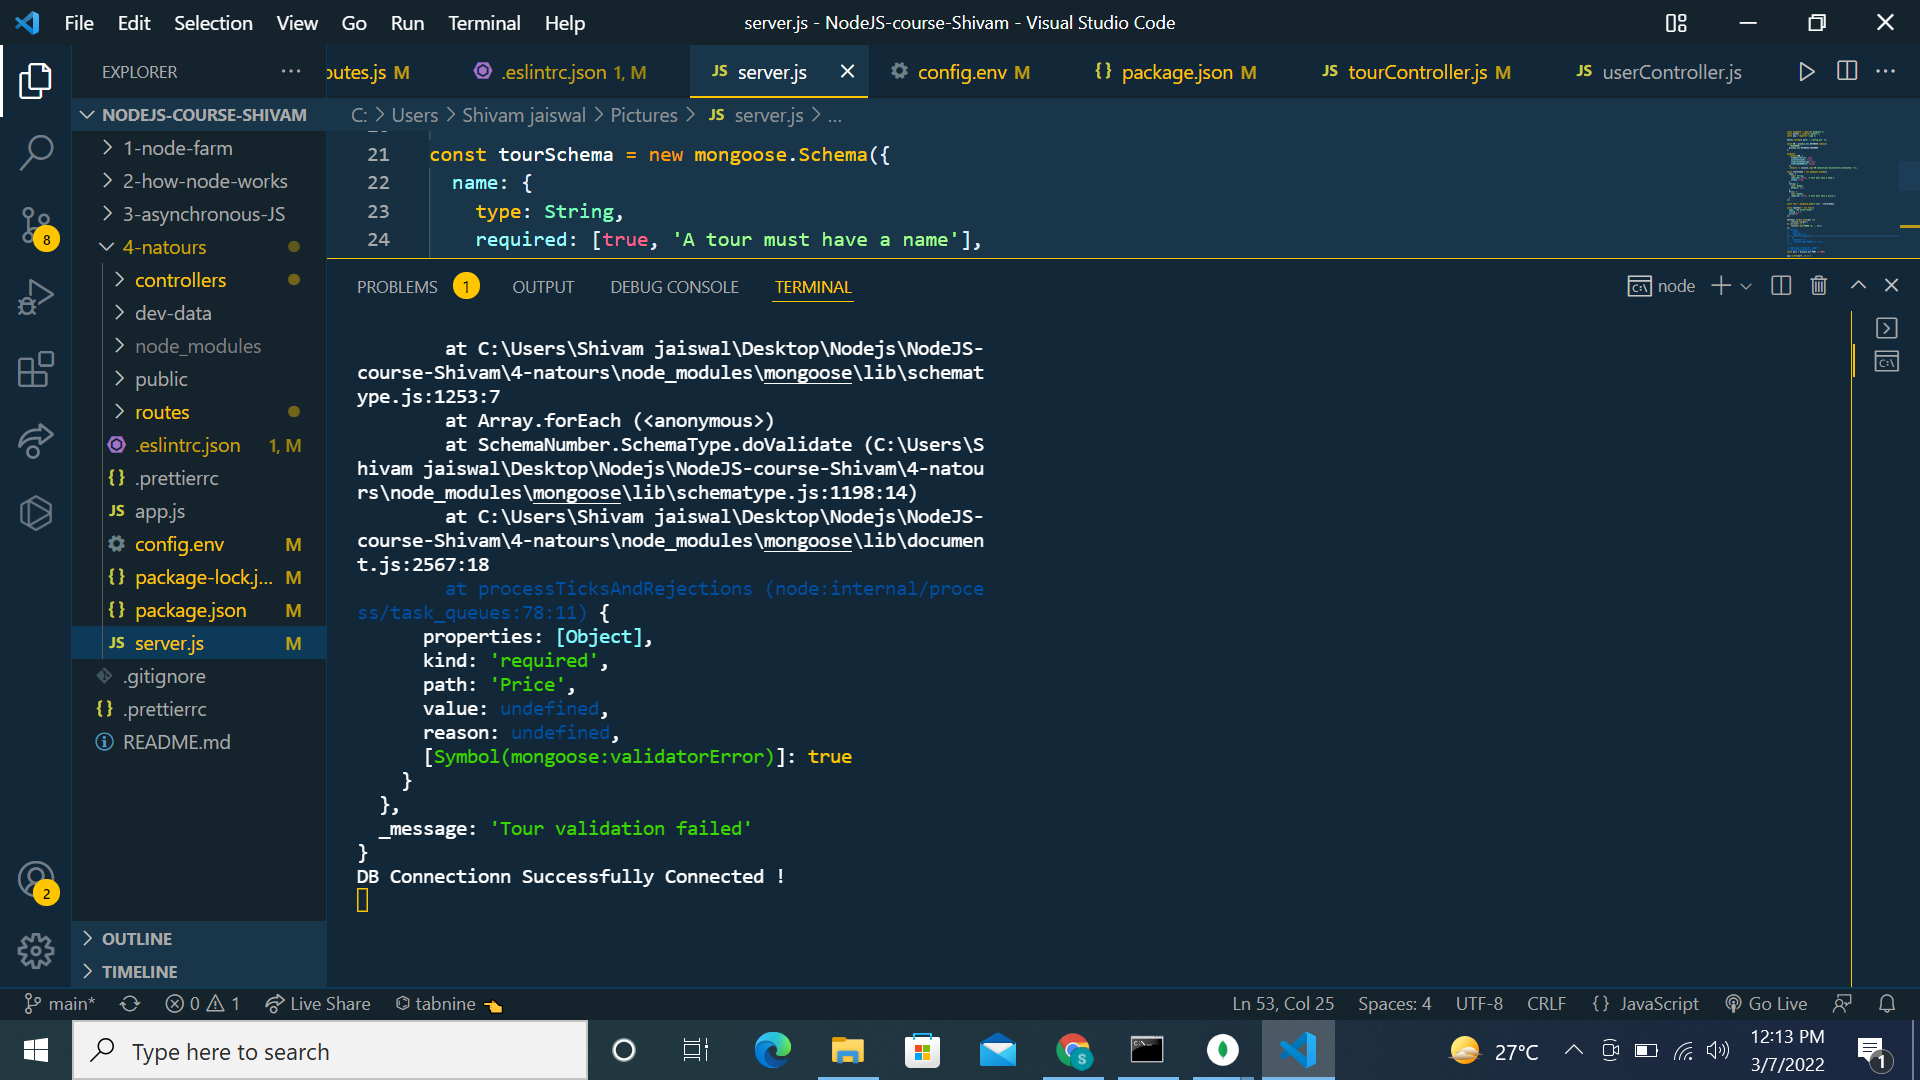 File Edit Selection View Go Run Terminal Help
server.js - NodeJS-course-Shivam - Visual Studio Code
EXPLORER
outes.js M
.eslintrc.json 1, M
JS server.js
config.env M
{} package.json M
JS tourController.js M
JS userController.js
NODEJS-COURSE-SHIVAM
1-node-farm
2-how-node-works
3-asynchronous-JS
4-natours
controllers
dev-data
node_modules
public
routes
.eslintrc.json 1, M
{} .prettierrc
JS app.js
config.env M
{} package-lock.j... M
{} package.json M
JS server.js M
.gitignore
{} .prettierrc
README.md
OUTLINE
TIMELINE
8
2
C: > Users > Shivam jaiswal > Pictures > JS server.js > ...
21 const tourSchema = new mongoose.Schema({
22 name: {
23 type: String,
24 required: [true, 'A tour must have a name'],
PROBLEMS 1 OUTPUT DEBUG CONSOLE TERMINAL
node
at C:\Users\Shivam jaiswal\Desktop\Nodejs\NodeJS-
course-Shivam\4-natours\node_modules\mongoose\lib\schemat
ype.js:1253:7
at Array.forEach (<anonymous>)
at SchemaNumber.SchemaType.doValidate (C:\Users\S
hivam jaiswal\Desktop\Nodejs\NodeJS-course-Shivam\4-natou
rs\node_modules\mongoose\lib\schematype.js:1198:14)
at C:\Users\Shivam jaiswal\Desktop\Nodejs\NodeJS-
course-Shivam\4-natours\node_modules\mongoose\lib\documen
t.js:2567:18
at processTicksAndRejections (node:internal/proce
ss/task_queues:78:11) {
properties: [Object],
kind: 'required',
path: 'Price',
value: undefined,
reason: undefined,
[Symbol(mongoose:validatorError)]: true
}
},
_message: 'Tour validation failed'
}
DB Connectionn Successfully Connected !
main* 0 1 Live Share tabnine
Ln 53, Col 25 Spaces: 4 UTF-8 CRLF {} JavaScript Go Live
Type here to search
27°C
12:13 PM
3/7/2022
1